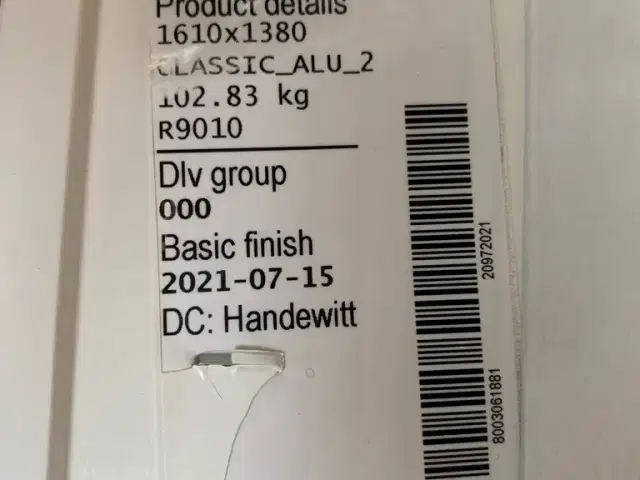 Product details
1610x1380
CLASSIC_ALU_2
102.83 kg
R9010
Dlv group
000
Basic finish
2021-07-15
DC: Handewitt
20972021
8003061881